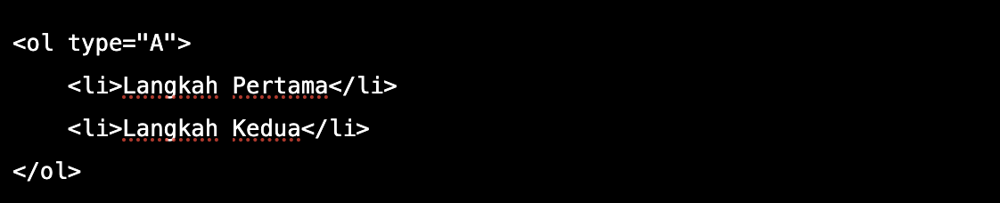 <ol type="A">
<li>Langkah Pertama</li>
<li>Langkah Kedua</li>
</ol>